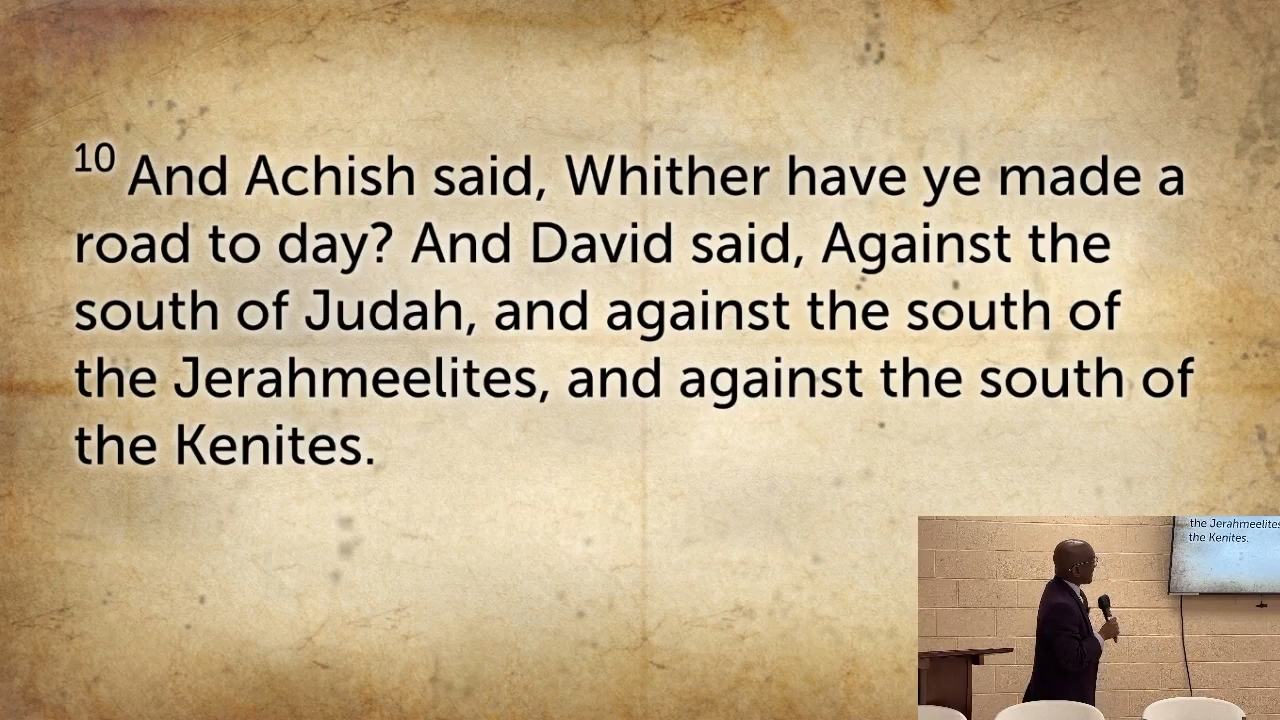 10 And Achish said, Whither have ye made a
road to day? And David said, Against the
south of Judah, and against the south of
the Jerahmeelites, and against the south of
the Kenites.
the Jerahmeelites
the Kenites.